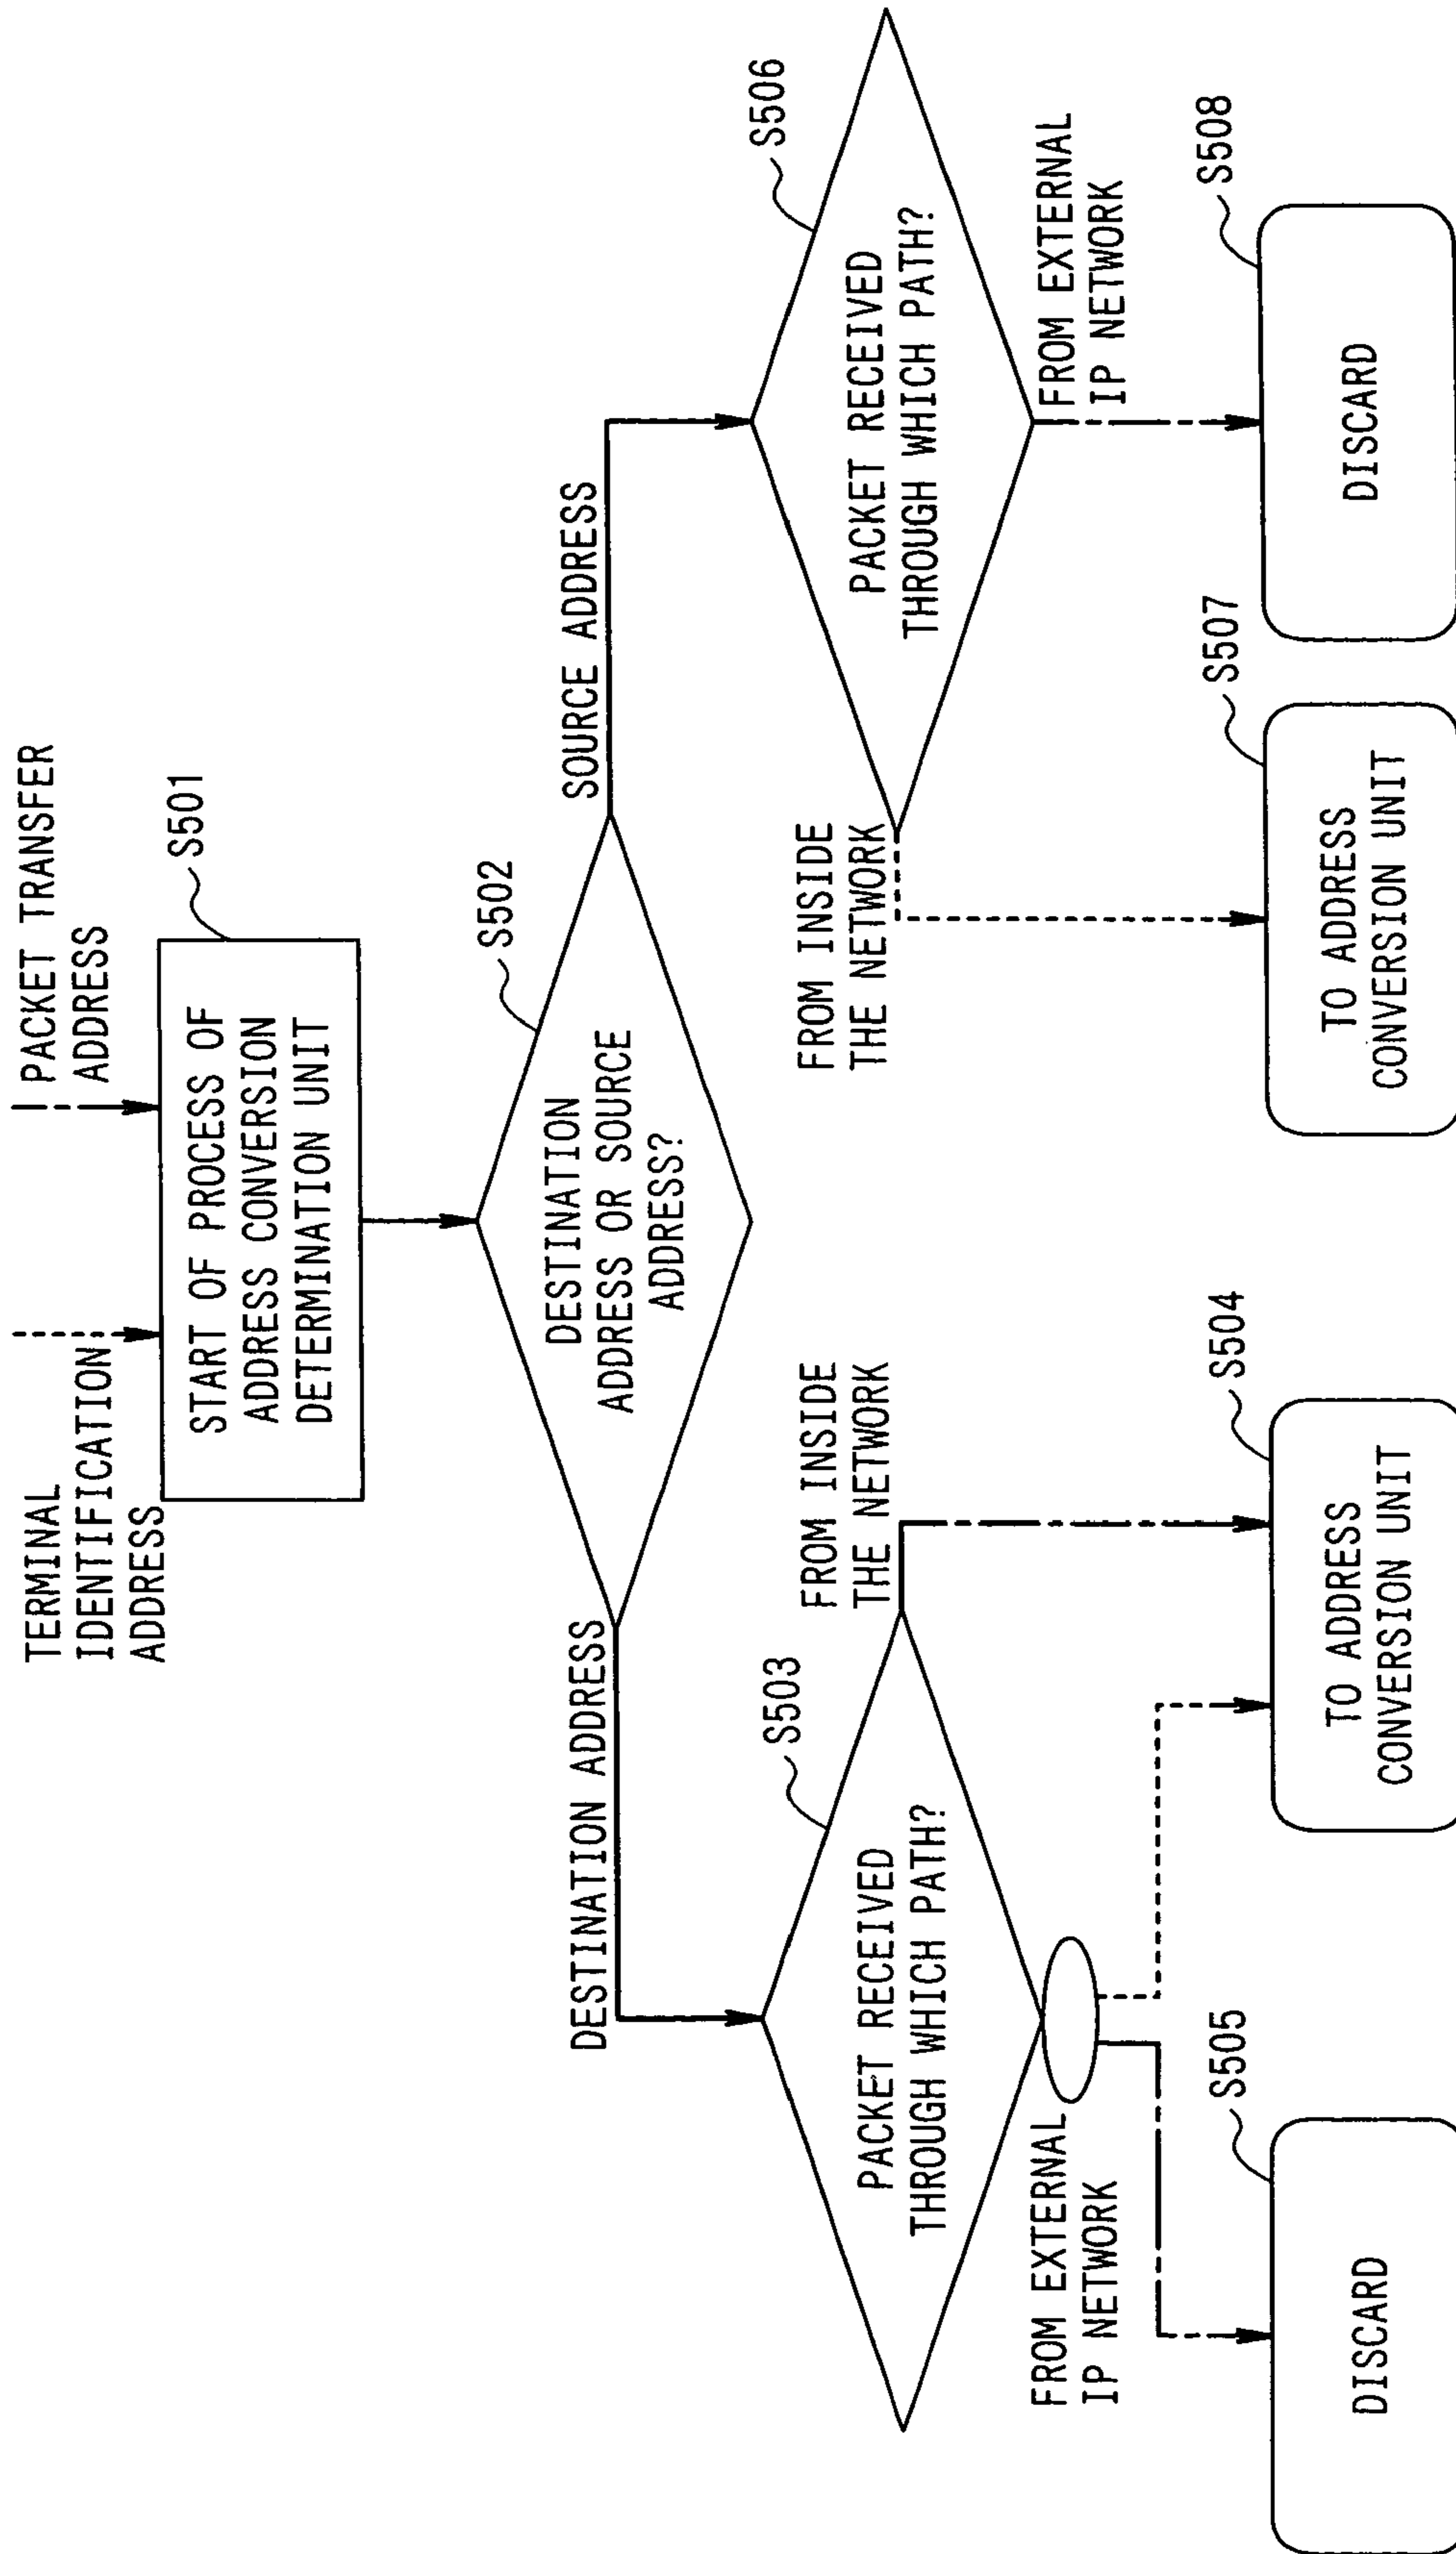 TERMINAL
IDENTIFICATION
ADDRESS
PACKET TRANSFER
ADDRESS
S501
START OF PROCESS OF
ADDRESS CONVERSION
DETERMINATION UNIT
S502
DESTINATION
ADDRESS OR SOURCE
ADDRESS?
DESTINATION ADDRESS
SOURCE ADDRESS
S503
PACKET RECEIVED
THROUGH WHICH PATH?
FROM INSIDE
THE NETWORK
FROM EXTERNAL
IP NETWORK
S506
PACKET RECEIVED
THROUGH WHICH PATH?
FROM INSIDE
THE NETWORK
FROM EXTERNAL
IP NETWORK
S505
DISCARD
S504
TO ADDRESS
CONVERSION UNIT
S507
TO ADDRESS
CONVERSION UNIT
S508
DISCARD